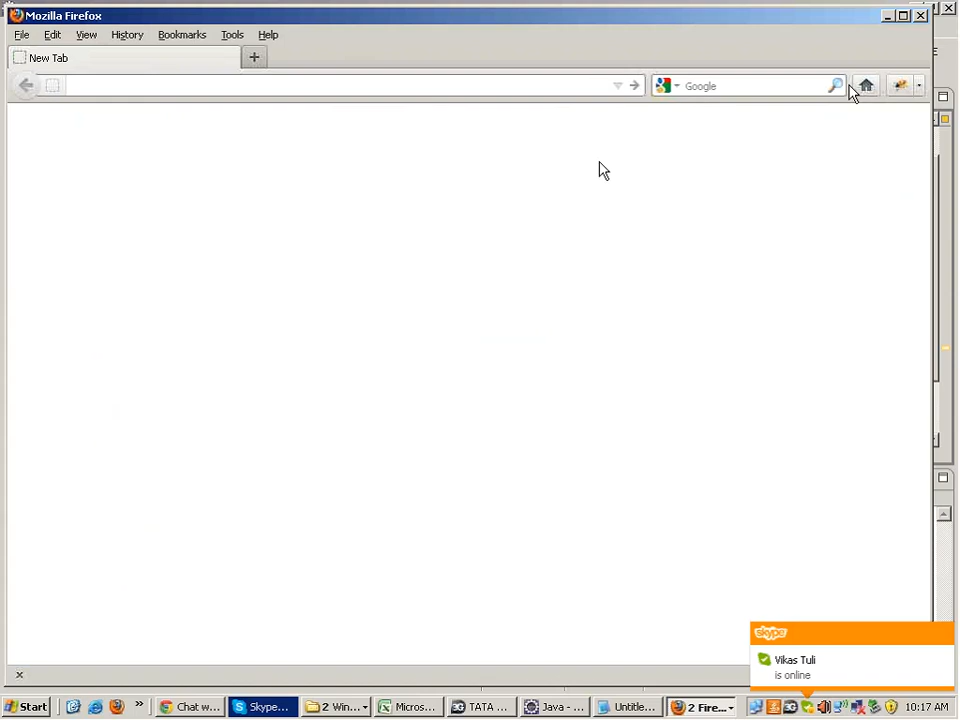 Mozilla Firefox
File Edit View History Bookmarks Tools Help
New Tab
Google
skype
Vikas Tuli
is online
Start » Chat w... Skype... 2 Win... Micros... TATA ... Java - ... Untitle... 2 Fire... 10:17 AM